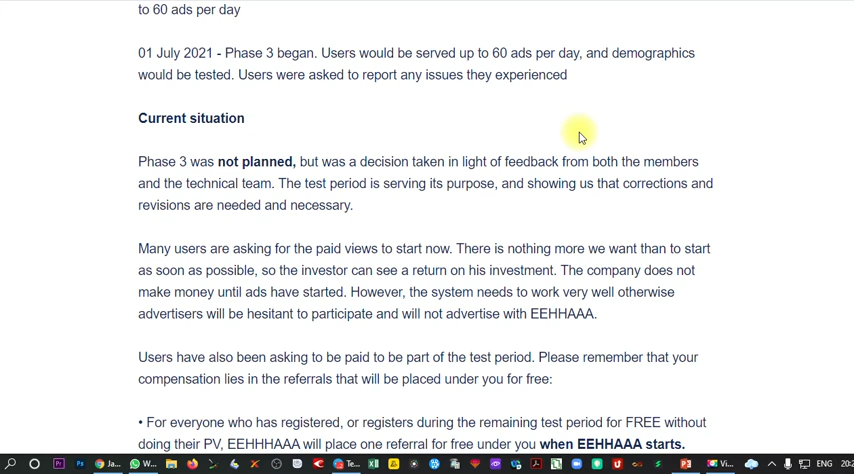 to 60 ads per day
01 July 2021 - Phase 3 began. Users would be served up to 60 ads per day, and demographics
would be tested. Users were asked to report any issues they experienced
Current situation
Phase 3 was not planned, but was a decision taken in light of feedback from both the members
and the technical team. The test period is serving its purpose, and showing us that corrections and
revisions are needed and necessary.
Many users are asking for the paid views to start now. There is nothing more we want than to start
as soon as possible, so the investor can see a return on his investment. The company does not
make money until ads have started. However, the system needs to work very well otherwise
advertisers will be hesitant to participate and will not advertise with EEHHAAA.
Users have also been asking to be paid to be part of the test period. Please remember that your
compensation lies in the referrals that will be placed under you for free:
• For everyone who has registered, or registers during the remaining test period for FREE without
doing their PV, EEHHHAAA will place one referral for free under you when EEHHAAA starts.
Pr Ps Ja... W... Te... Vi... ENG 20:2